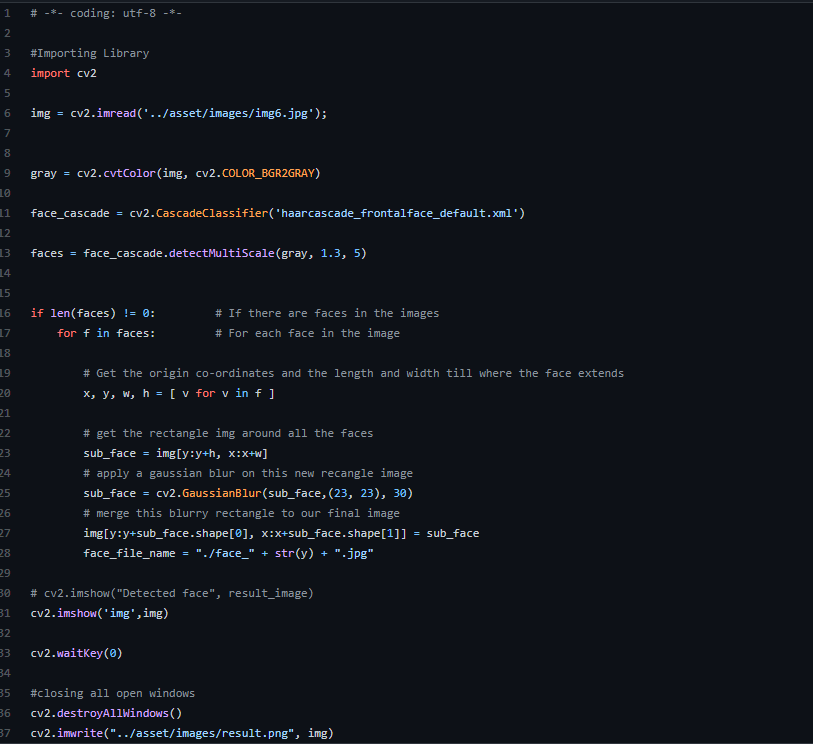 1 # -*- coding: utf-8 -*-
2
3 #Importing Library
4 import cv2
5
6 img = cv2.imread('../asset/images/img6.jpg');
7
8
9 gray = cv2.cvtColor(img, cv2.COLOR_BGR2GRAY)
10
11 face_cascade = cv2.CascadeClassifier('haarcascade_frontalface_default.xml')
12
13 faces = face_cascade.detectMultiScale(gray, 1.3, 5)
14
15
16 if len(faces) != 0:         # If there are faces in the images
17     for f in faces:         # For each face in the image
18
19         # Get the origin co-ordinates and the length and width till where the face extends
20         x, y, w, h = [ v for v in f ]
21
22         # get the rectangle img around all the faces
23         sub_face = img[y:y+h, x:x+w]
24         # apply a gaussian blur on this new recangle image
25         sub_face = cv2.GaussianBlur(sub_face,(23, 23), 30)
26         # merge this blurry rectangle to our final image
27         img[y:y+sub_face.shape[0], x:x+sub_face.shape[1]] = sub_face
28         face_file_name = "./face_" + str(y) + ".jpg"
29
30 # cv2.imshow("Detected face", result_image)
31 cv2.imshow('img',img)
32
33 cv2.waitKey(0)
34
35 #closing all open windows
36 cv2.destroyAllWindows()
37 cv2.imwrite("../asset/images/result.png", img)